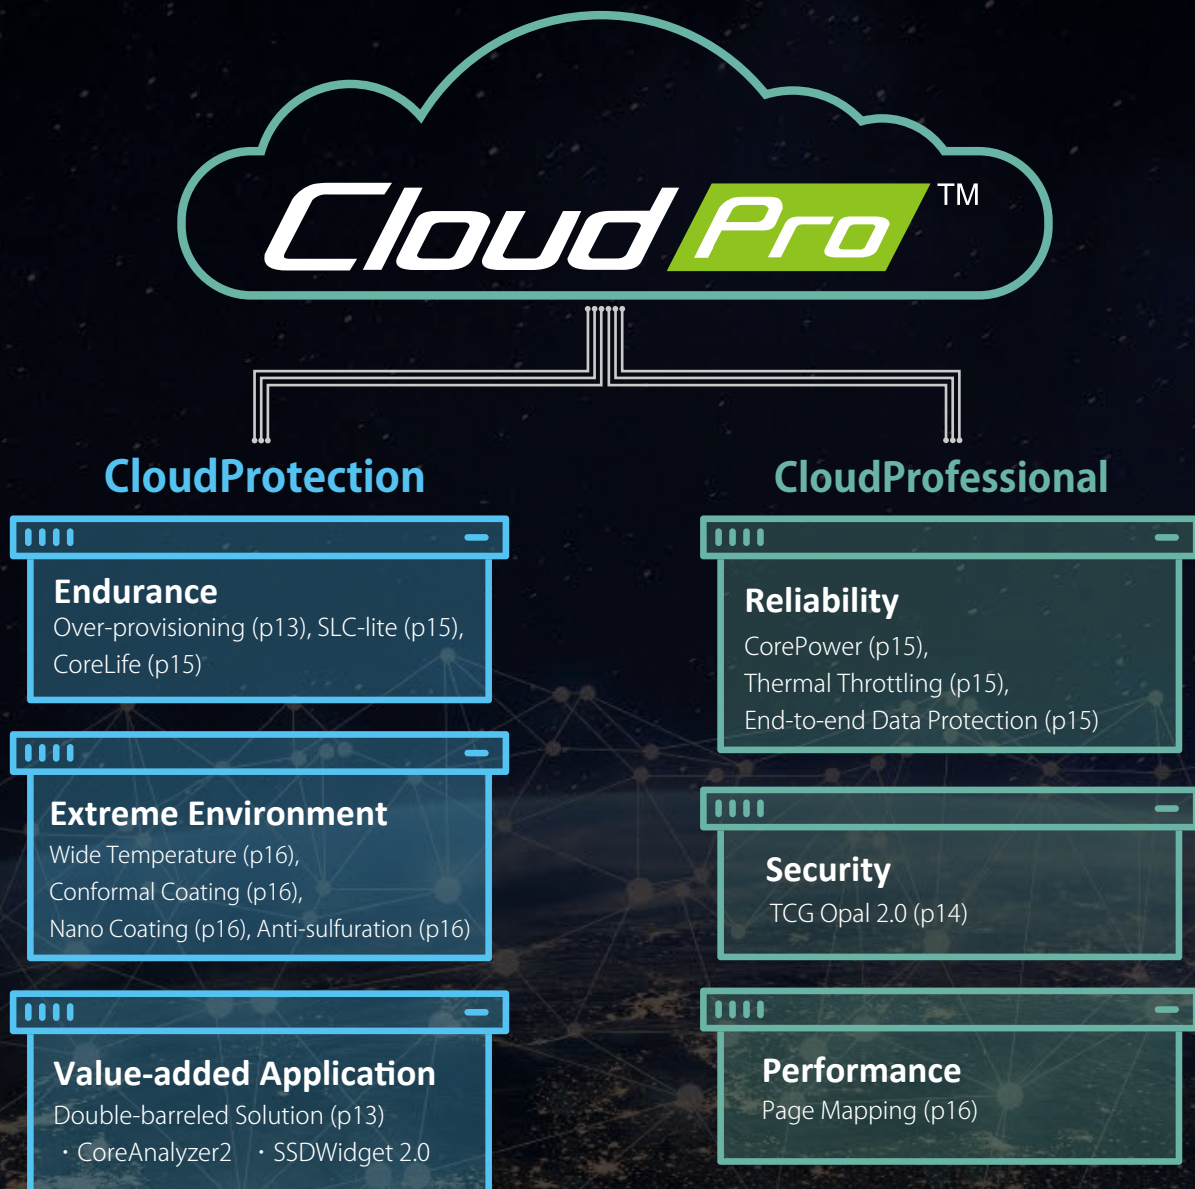 Cloud Pro™
CloudProtection
Endurance
Over-provisioning (p13), SLC-lite (p15),
CoreLife (p15)
Extreme Environment
Wide Temperature (p16),
Conformal Coating (p16),
Nano Coating (p16), Anti-sulfuration (p16)
Value-added Application
Double-barreled Solution (p13)
・CoreAnalyzer2 ・SSDWidget 2.0
CloudProfessional
Reliability
CorePower (p15),
Thermal Throttling (p15),
End-to-end Data Protection (p15)
Security
TCG Opal 2.0 (p14)
Performance
Page Mapping (p16)